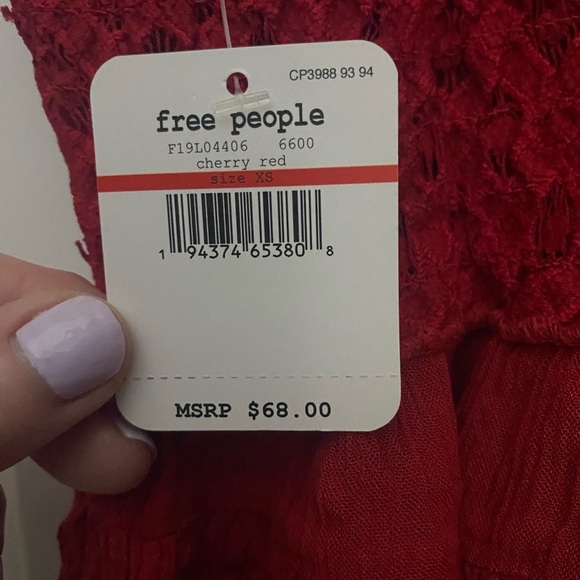 CP3988 93 94
free people
F19L04406 6600
cherry red
size XS
1 94374 65380 8
MSRP $68.00